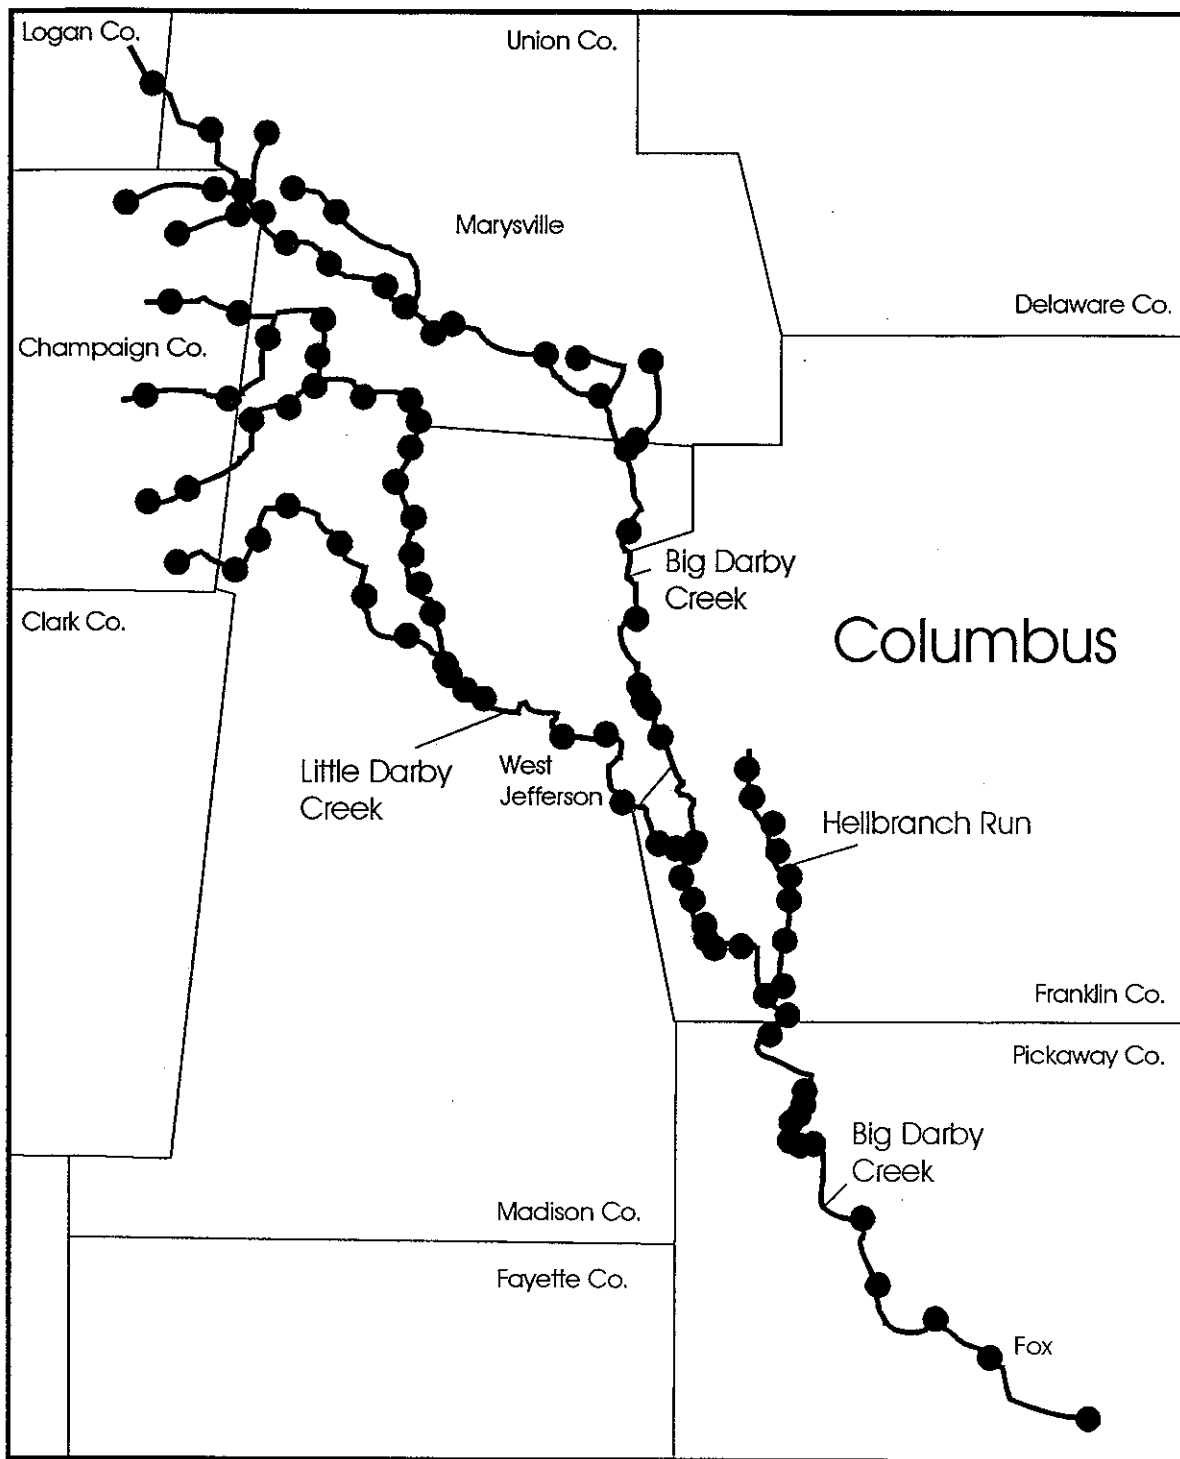 Logan Co.
Union Co.
Marysville
Delaware Co.
Champaign Co.
Big Darby
Creek
Clark Co.
Columbus
Little Darby
Creek
West
Jefferson
Hellbranch Run
Franklin Co.
Pickaway Co.
Big Darby
Creek
Madison Co.
Fayette Co.
Fox